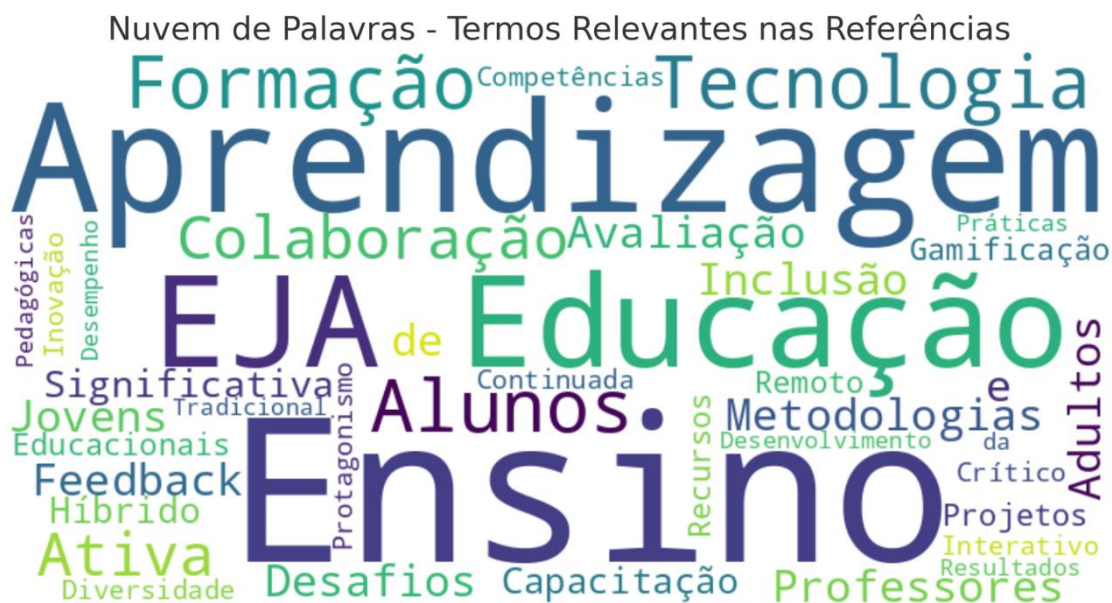 Nuvem de Palavras - Termos Relevantes nas Referências
Formação
Competências
Tecnologia
Aprendizagem
Pedagógicas
Inovação
Desempenho
Colaboração
Avaliação
Práticas
Gamificação
EJA
de
Educação
Inclusão
Significativa
Protagonismo
Alunos
Continuada
Remoto
e
Adultos
Jovens
Tradicional
Recursos
Metodologias
Educacionais
Desenvolvimento
da
Feedback
Ensino
Crítico
Híbrido
Projetos
Ativa
Interativo
Diversidade
Desafios
Capacitação
Professores
Resultados